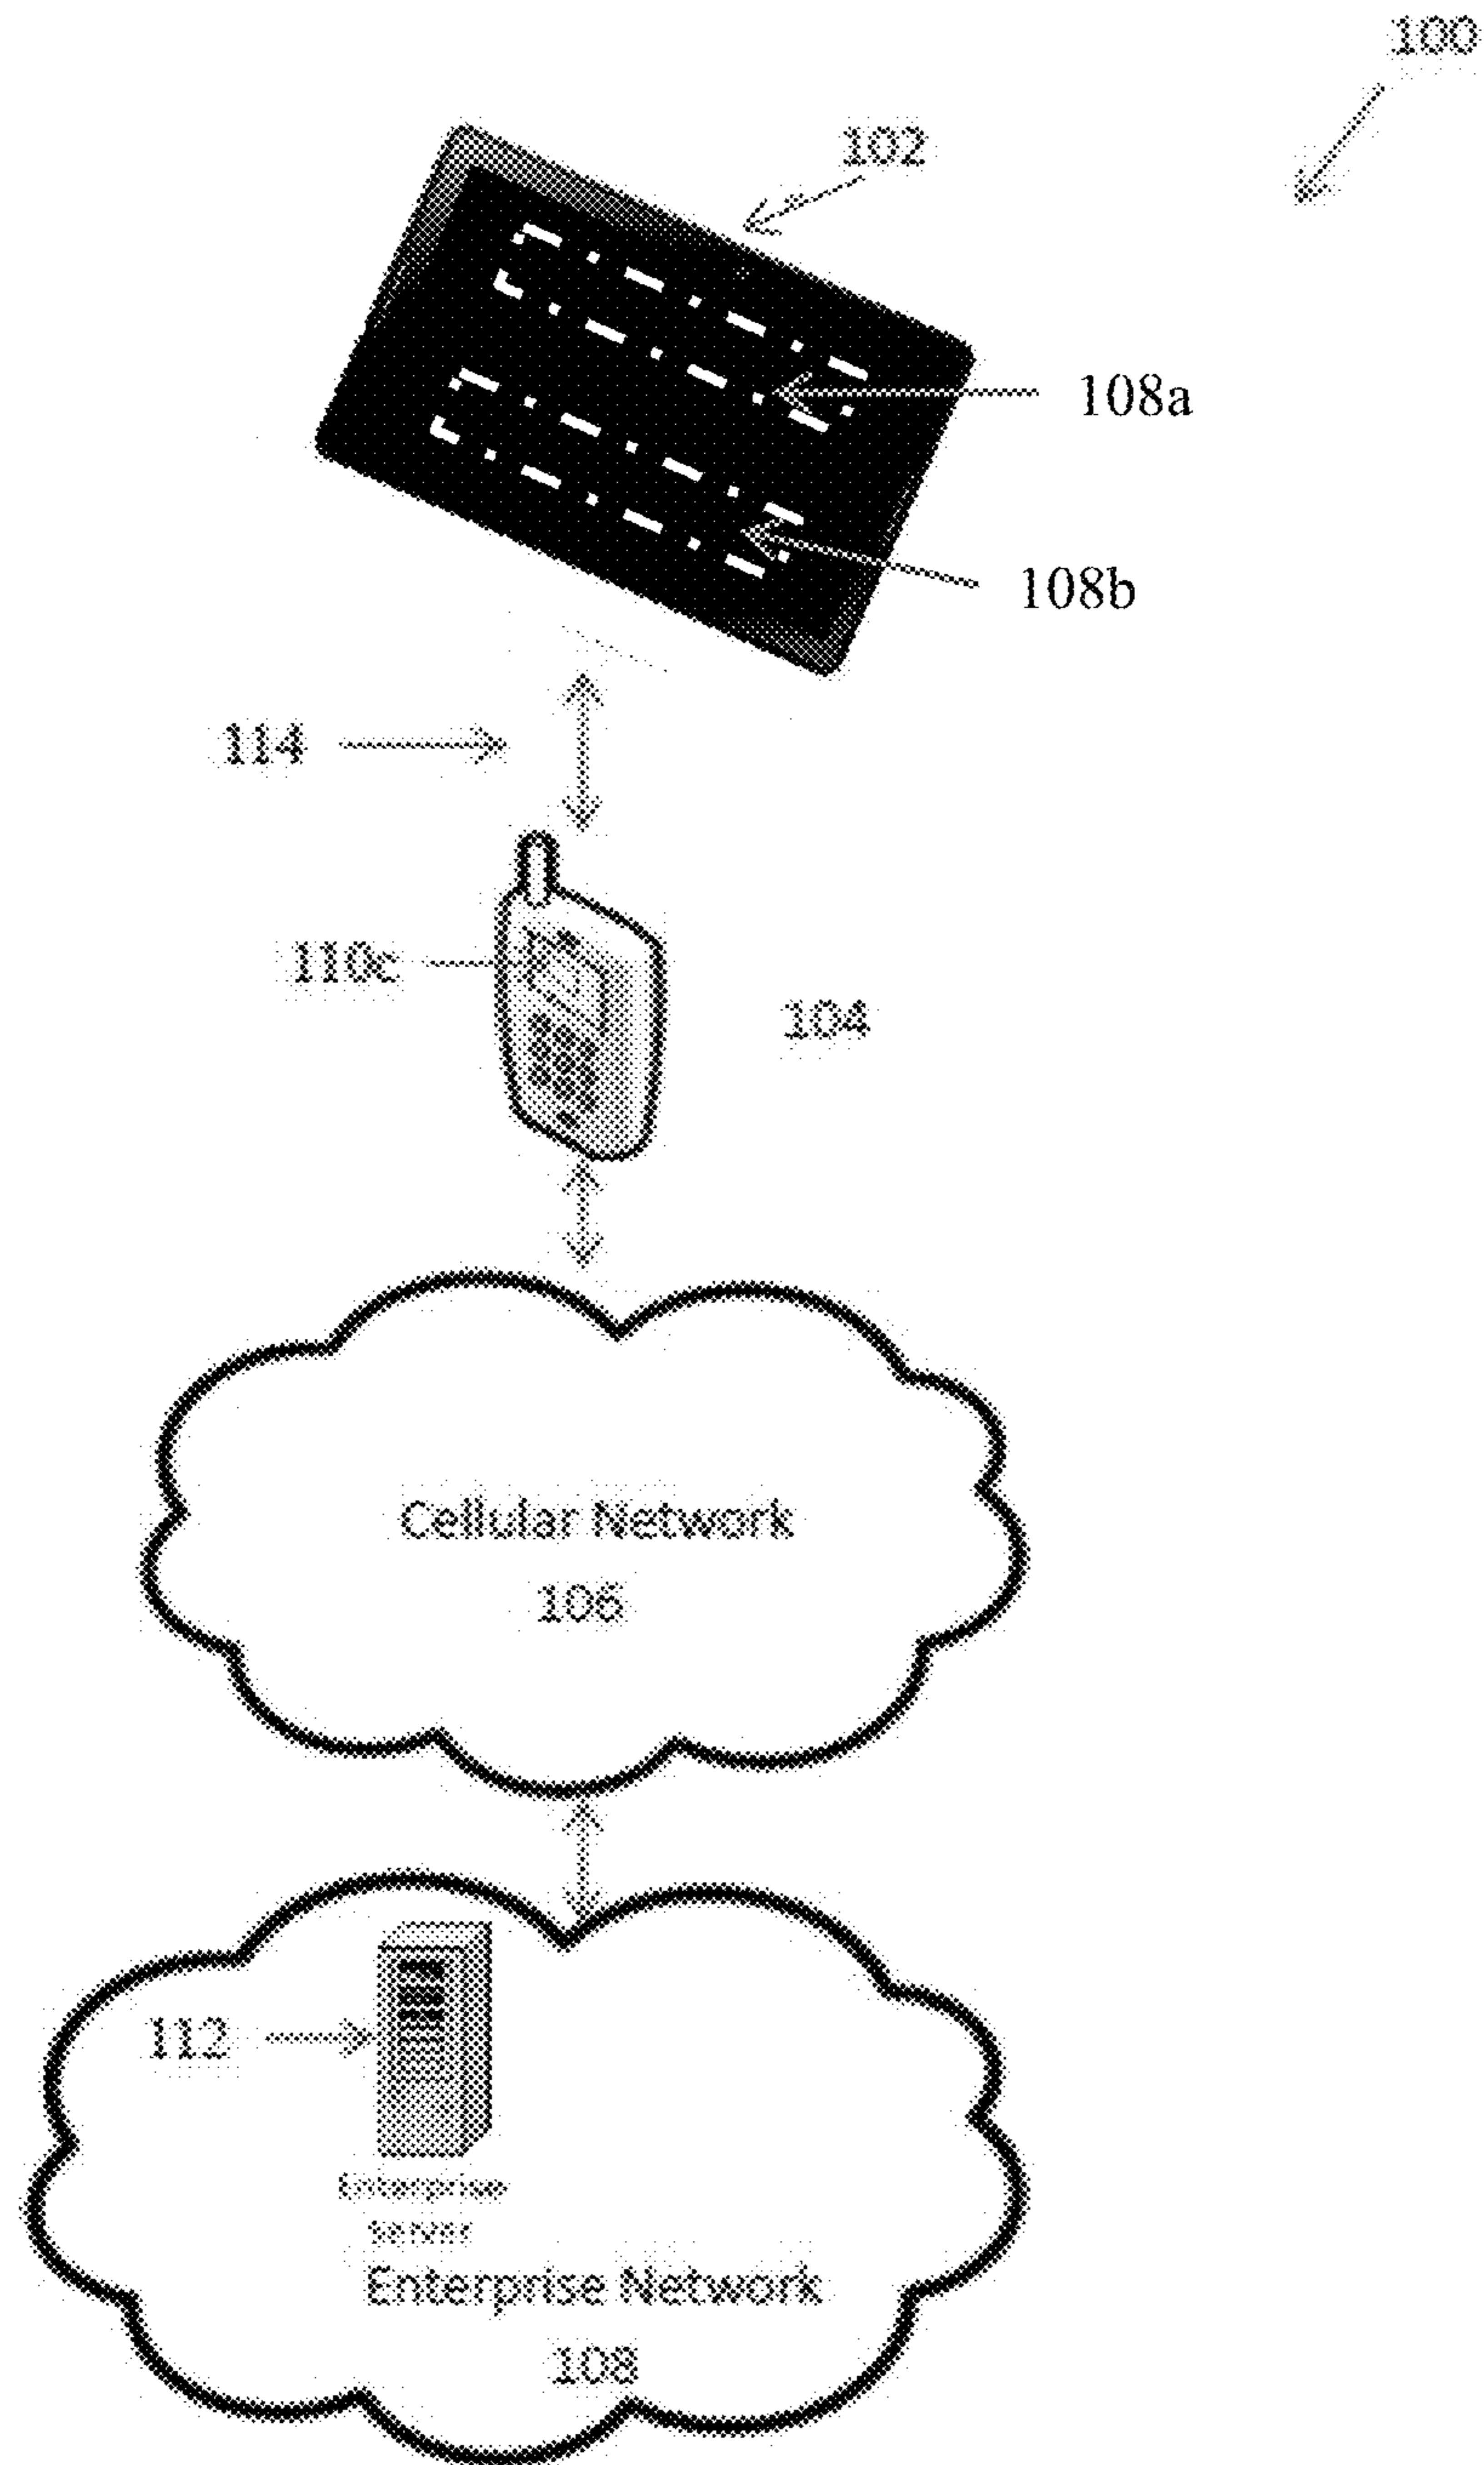 100
102
108a
108b
114
110c
104
Cellular Network
106
112
Enterprise
server
Enterprise Network
108